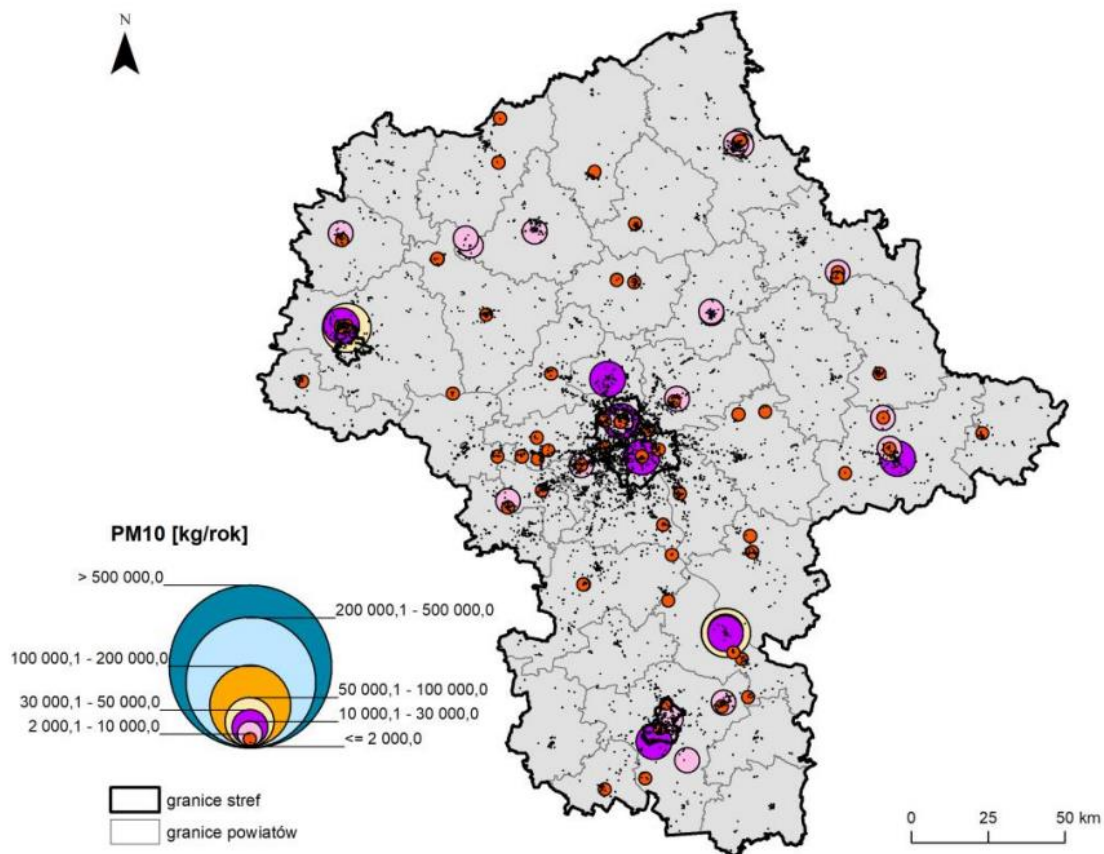 N
PM10 [kg/rok]
> 500 000,0
200 000,1 - 500 000,0
100 000,1 - 200 000,0
50 000,1 - 100 000,0
30 000,1 - 50 000,0
10 000,1 - 30 000,0
2 000,1 - 10 000,0
<= 2 000,0
granice stref
granice powiatów
0 25 50 km